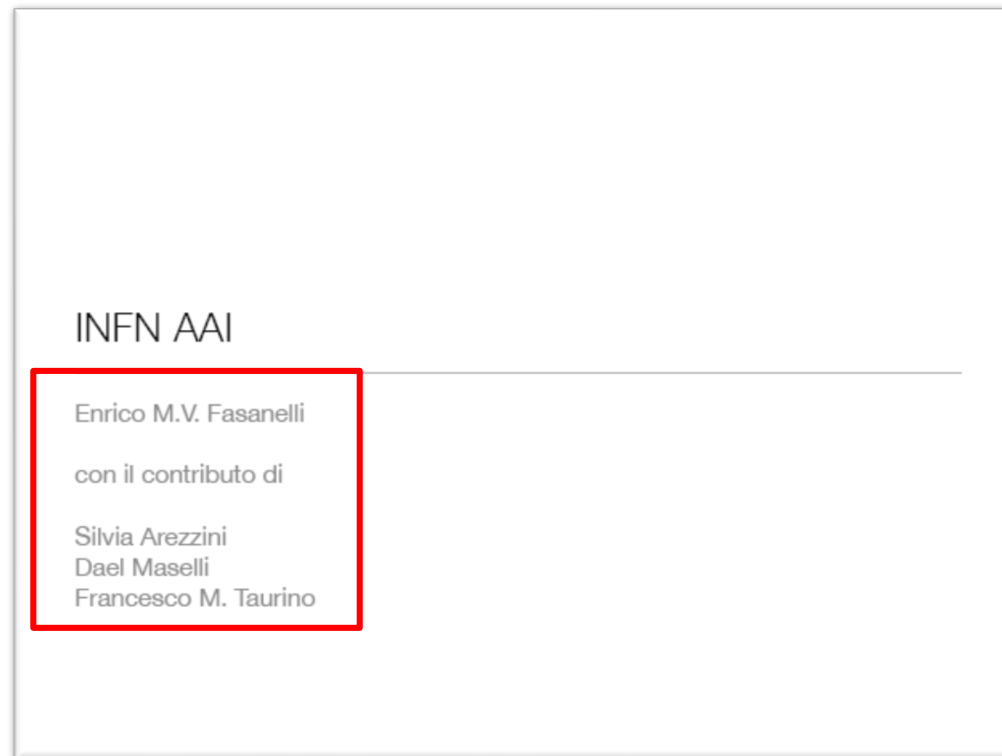 INFN AAI
Enrico M.V. Fasanelli
con il contributo di
Silvia Arezzini
Dael Maselli
Francesco M. Taurino